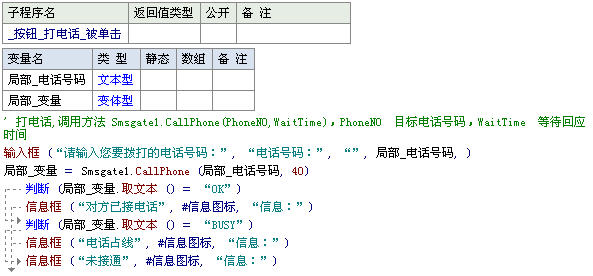 子程序名 返回值类型 公开 备 注
_按钮_打电话_被单击
变量名 类 型 静态 数组 备 注
局部_电话号码 文本型
局部_变量 变体型
' 打电话,调用方法 Smsgate1.CallPhone(PhoneNO,WaitTime)，PhoneNO 目标电话号码，WaitTime 等待回应
时间
输入框 (“请输入您要拨打的电话号码：”, “电话号码：”, “”, 局部_电话号码, )
局部_变量 = Smsgate1.CallPhone (局部_电话号码, 40)
判断 (局部_变量.取文本 () = “OK”)
信息框 (“对方已接电话”, #信息图标, “信息：”)
判断 (局部_变量.取文本 () = “BUSY”)
信息框 (“电话占线”, #信息图标, “信息：”)
信息框 (“未接通”, #信息图标, “信息：”)